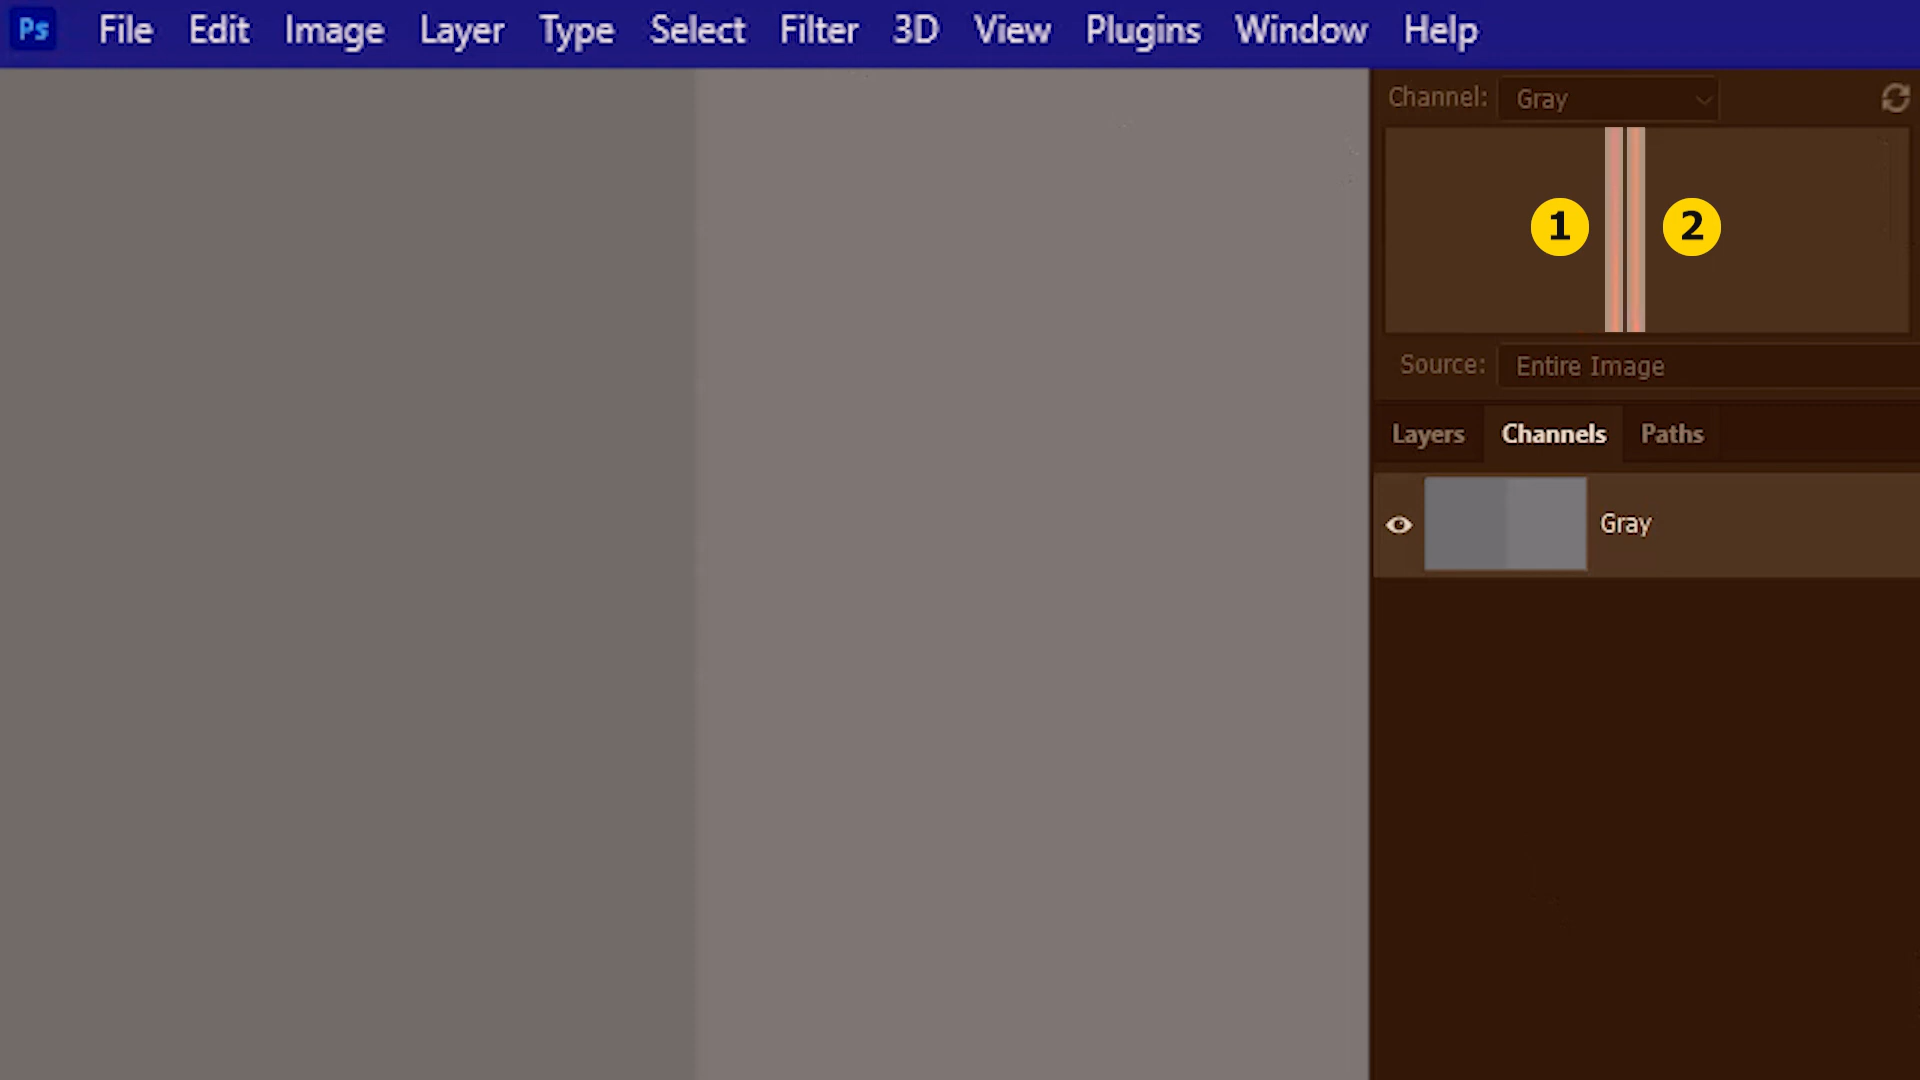 Ps File Edit Image Layer Type Select Filter 3D View Plugins Window Help
Channel: Gray
1 2
Source: Entire Image
Layers Channels Paths
Gray